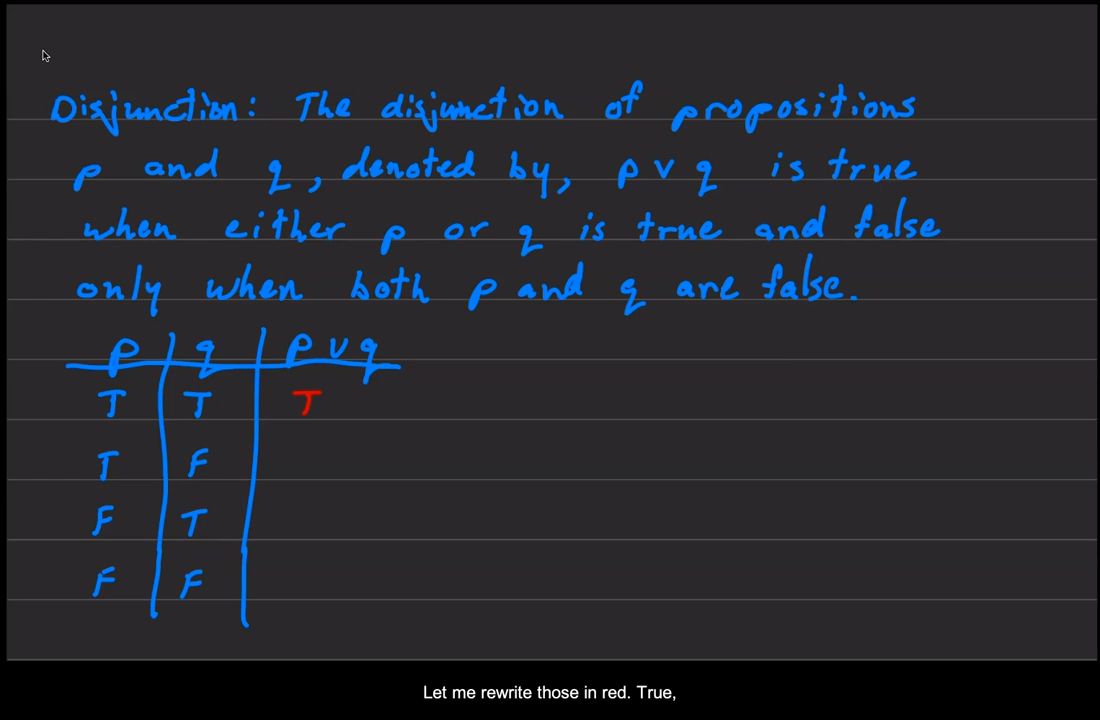 Disjunction: The disjunction of propositions
p and q, denoted by, p ∨ q is true
when either p or q is true and false
only when both p and q are false.
p q p ∨ q
T T T
T F
F T
F F
Let me rewrite those in red. True,